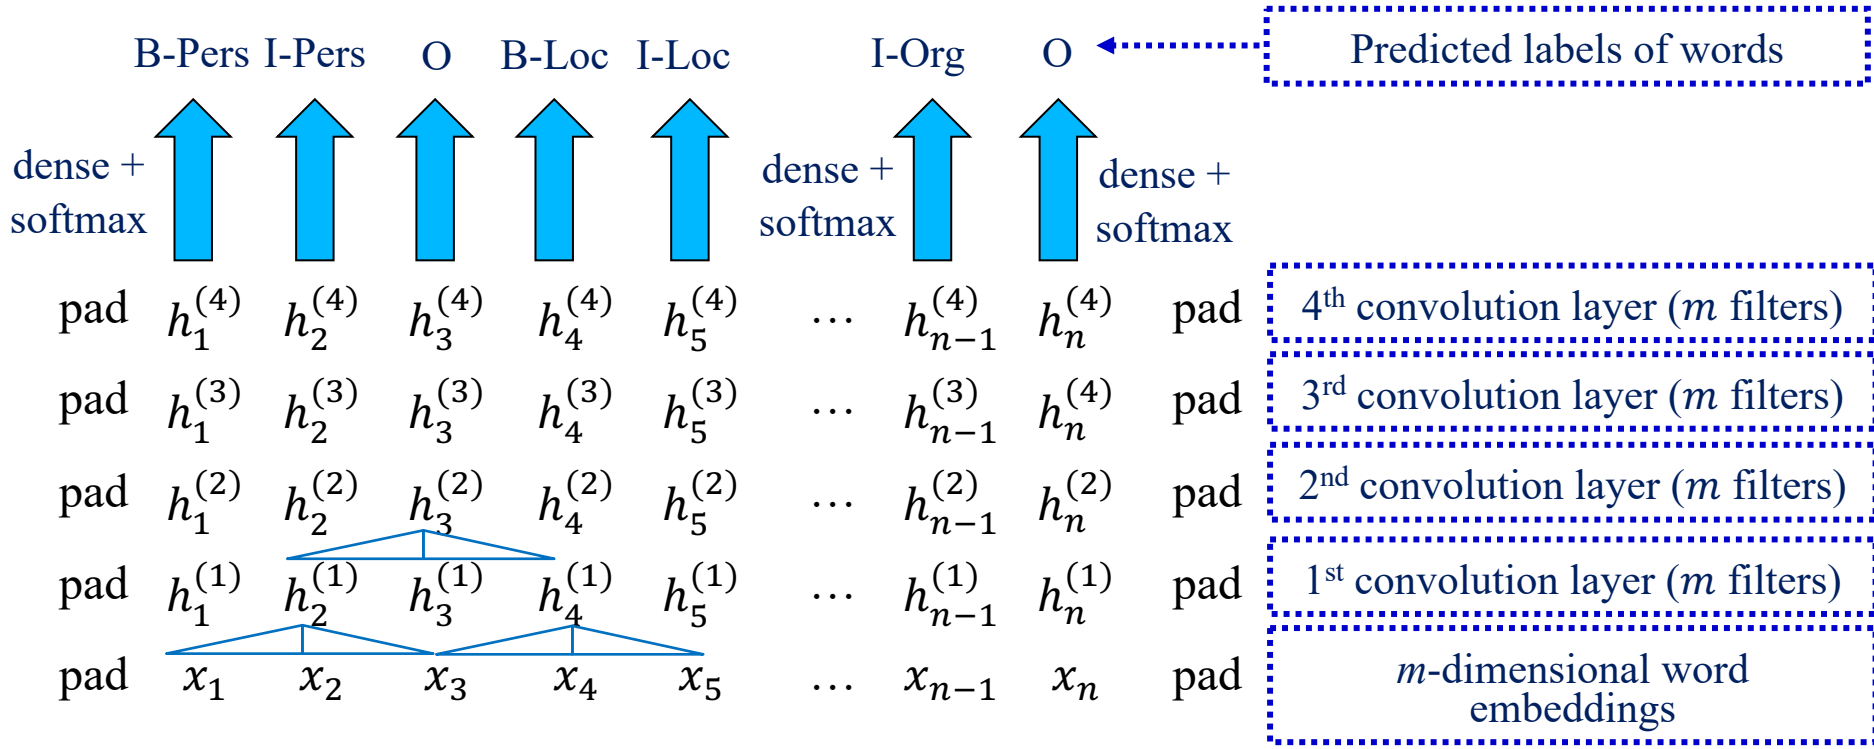 B-Pers I-Pers O B-Loc I-Loc I-Org O Predicted labels of words
dense + softmax
dense + softmax
dense + softmax
pad h_1^{(4)} h_2^{(4)} h_3^{(4)} h_4^{(4)} h_5^{(4)} … h_{n-1}^{(4)} h_n^{(4)} pad 4th convolution layer (m filters)
pad h_1^{(3)} h_2^{(3)} h_3^{(3)} h_4^{(3)} h_5^{(3)} … h_{n-1}^{(3)} h_n^{(4)} pad 3rd convolution layer (m filters)
pad h_1^{(2)} h_2^{(2)} h_3^{(2)} h_4^{(2)} h_5^{(2)} … h_{n-1}^{(2)} h_n^{(2)} pad 2nd convolution layer (m filters)
pad h_1^{(1)} h_2^{(1)} h_3^{(1)} h_4^{(1)} h_5^{(1)} … h_{n-1}^{(1)} h_n^{(1)} pad 1st convolution layer (m filters)
pad x_1 x_2 x_3 x_4 x_5 … x_{n-1} x_n pad m-dimensional word
embeddings